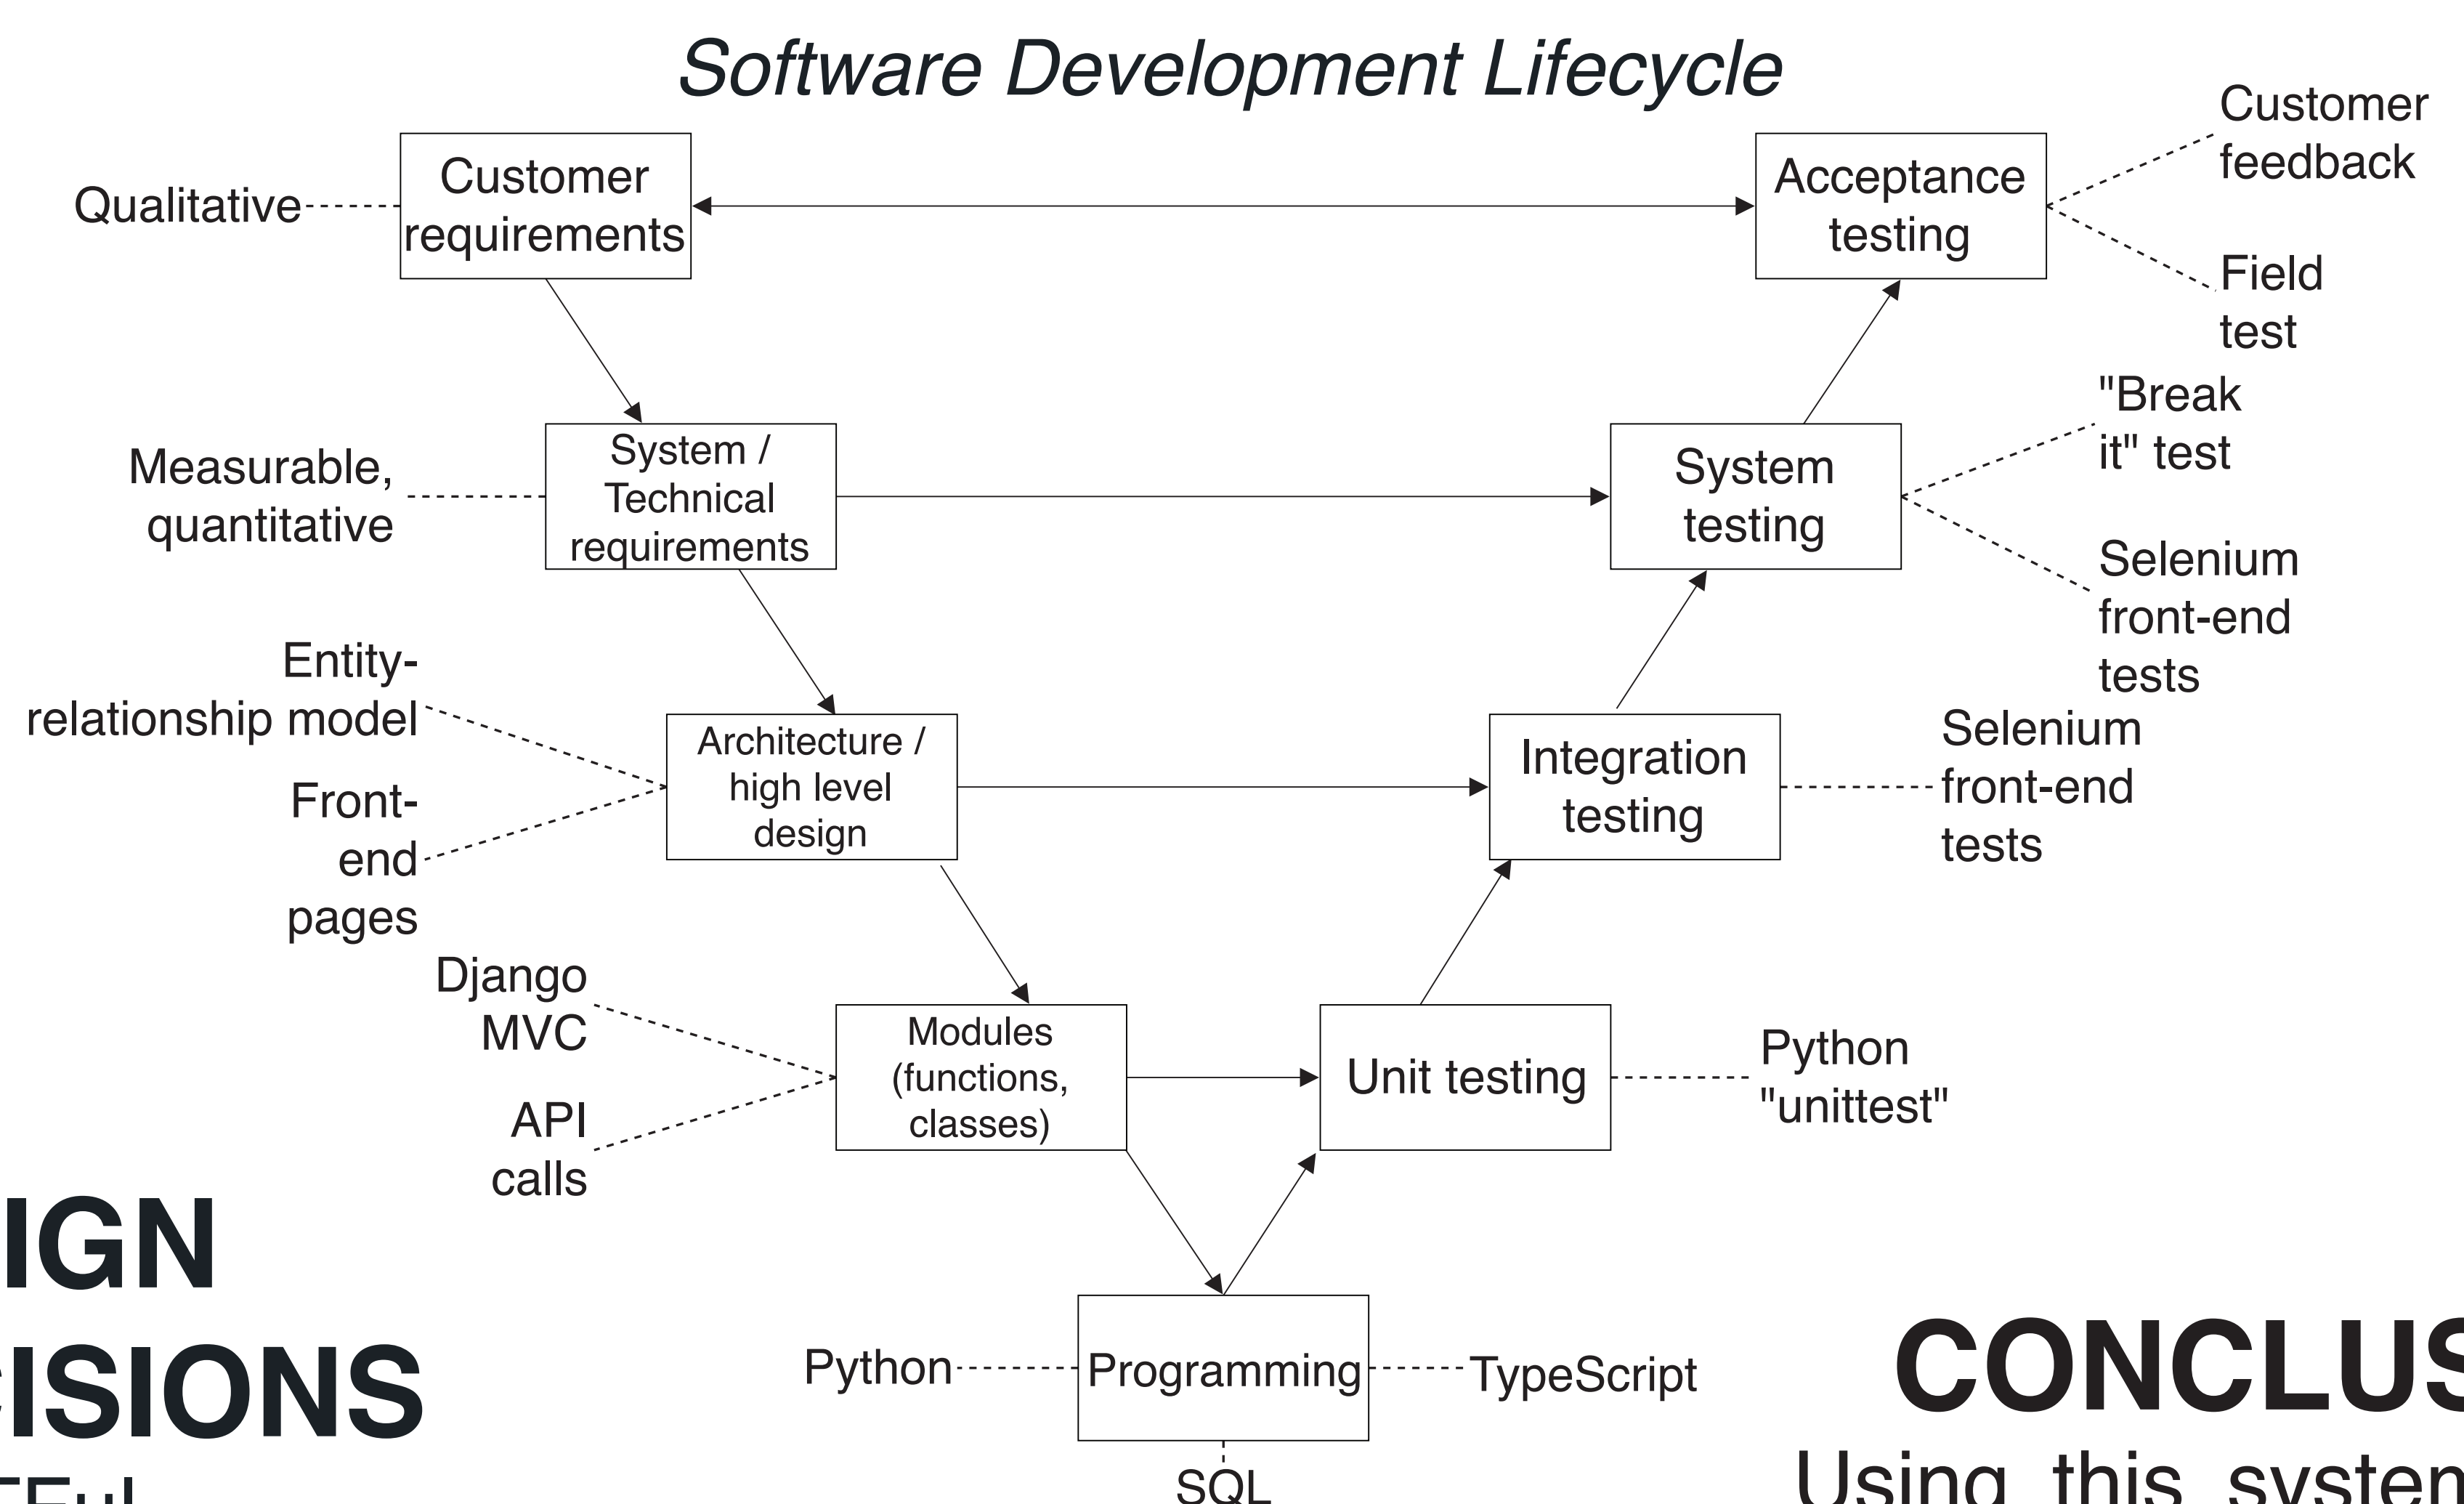 Software Development Lifecycle
Customer
requirements
Qualitative
Acceptance
testing
Customer
feedback
Field
test
System /
Technical
requirements
Measurable,
quantitative
System
testing
"Break
it" test
Selenium
front-end
tests
Entity-
relationship model
Front-
end
pages
Architecture /
high level
design
Integration
testing
Selenium
front-end
tests
Django
MVC
API
calls
Modules
(functions,
classes)
Unit testing
Python
"unittest"
Python
Programming
TypeScript
SQL
IGN
CISIONS
CONCLUS
Using this system